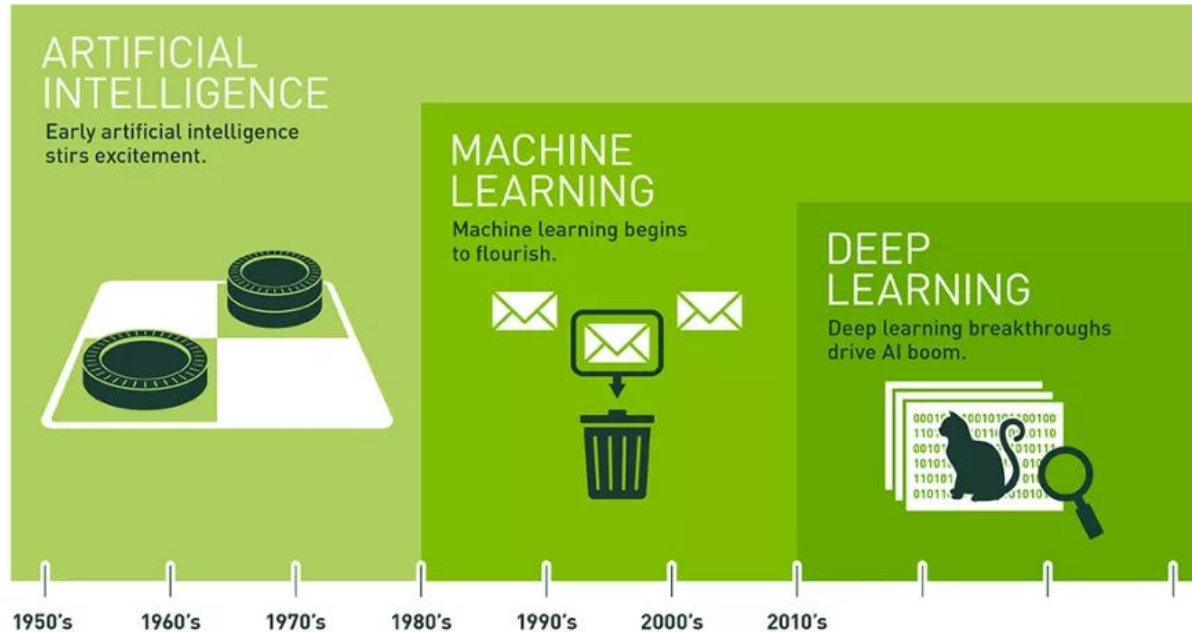 ARTIFICIAL
INTELLIGENCE
Early artificial intelligence
stirs excitement.
MACHINE
LEARNING
Machine learning begins
to flourish.
DEEP
LEARNING
Deep learning breakthroughs
drive AI boom.
1950's 1960's 1970's 1980's 1990's 2000's 2010's